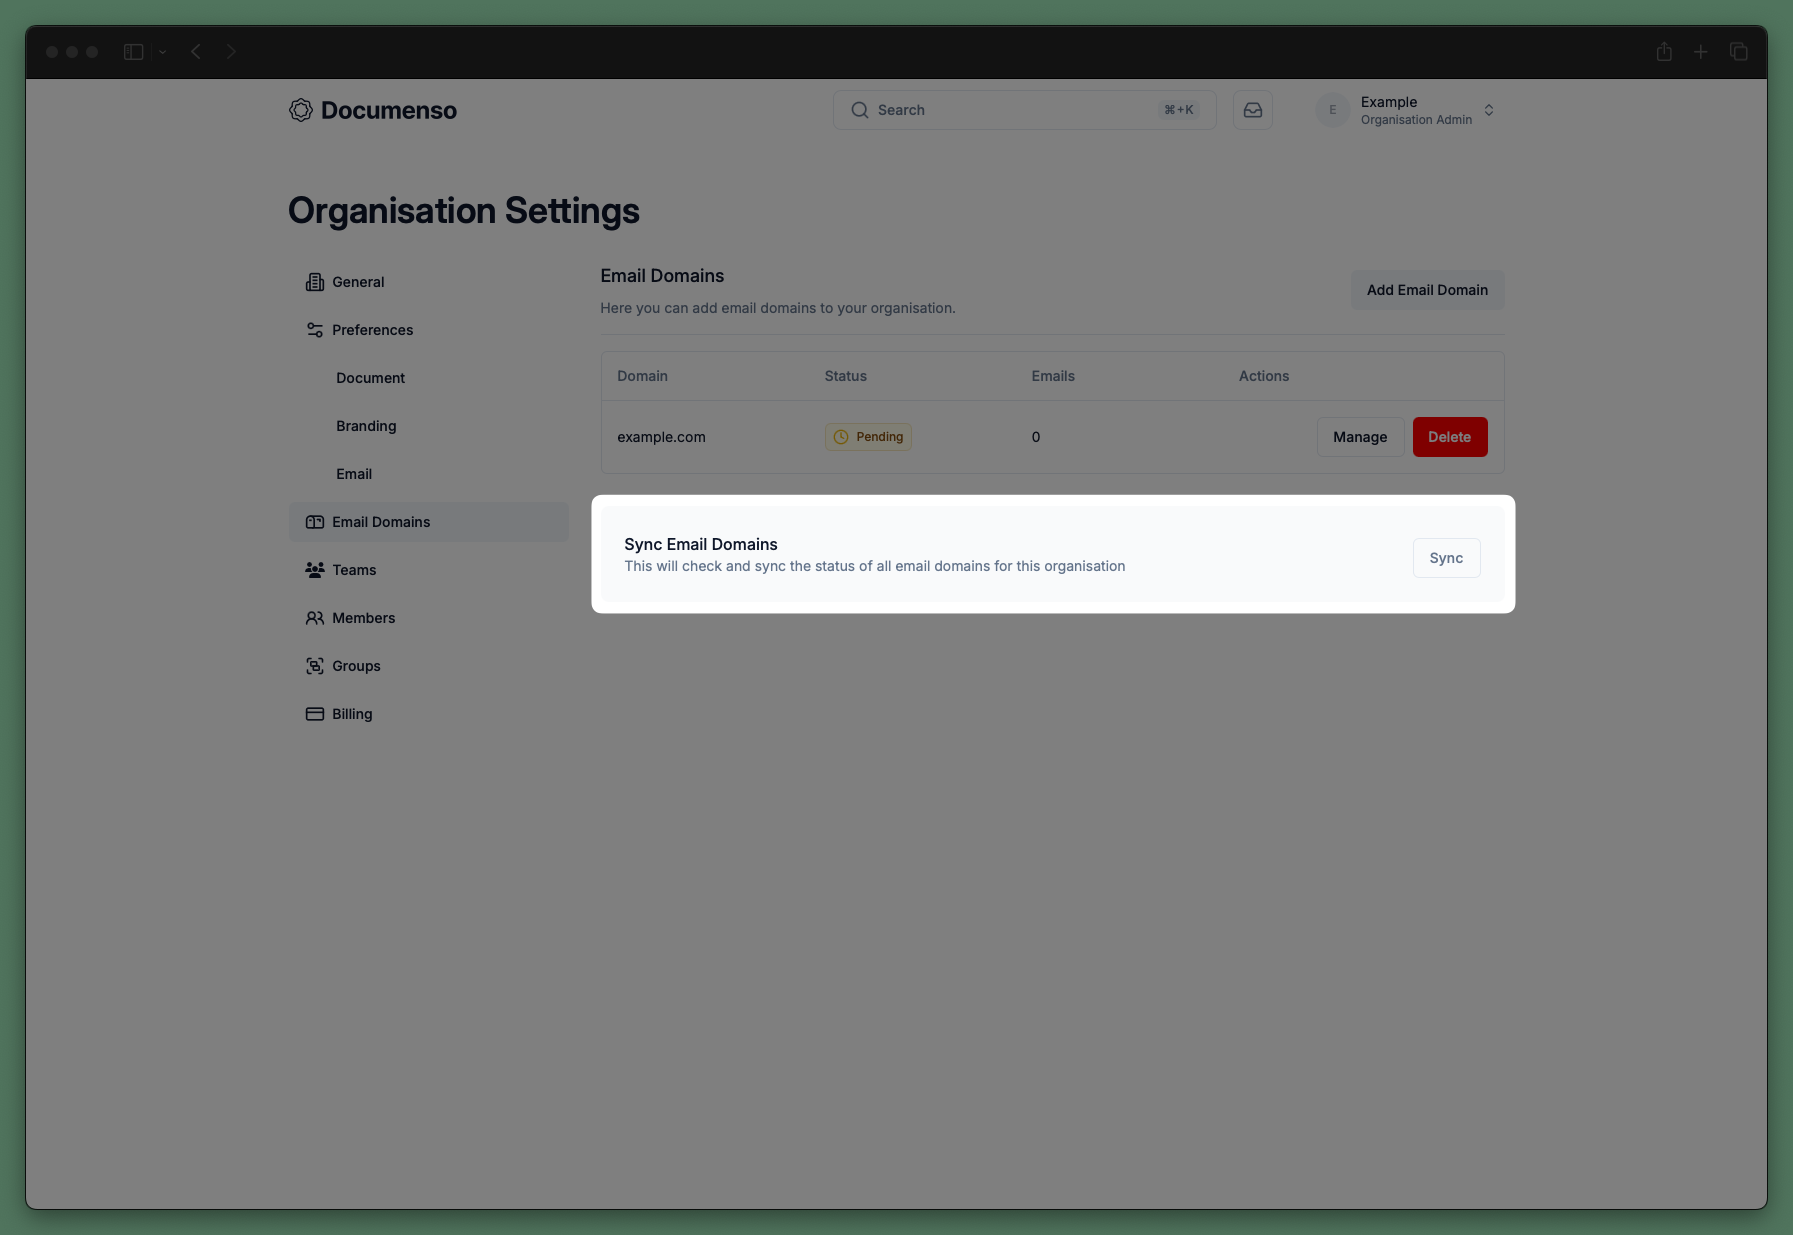 Documenso
Search
⌘+K
E
Example
Organisation Admin
Organisation Settings
General
Preferences
Document
Branding
Email
Email Domains
Teams
Members
Groups
Billing
Email Domains
Here you can add email domains to your organisation.
Add Email Domain
Domain Status Emails Actions
example.com Pending 0 Manage Delete
Sync Email Domains
This will check and sync the status of all email domains for this organisation
Sync